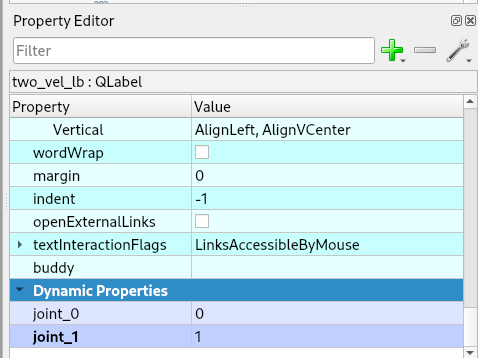 Property Editor
Filter
two_vel_lb : QLabel
Property Value
Vertical AlignLeft, AlignVCenter
wordWrap
margin 0
indent -1
openExternalLinks
textInteractionFlags LinksAccessibleByMouse
buddy
Dynamic Properties
joint_0 0
joint_1 1